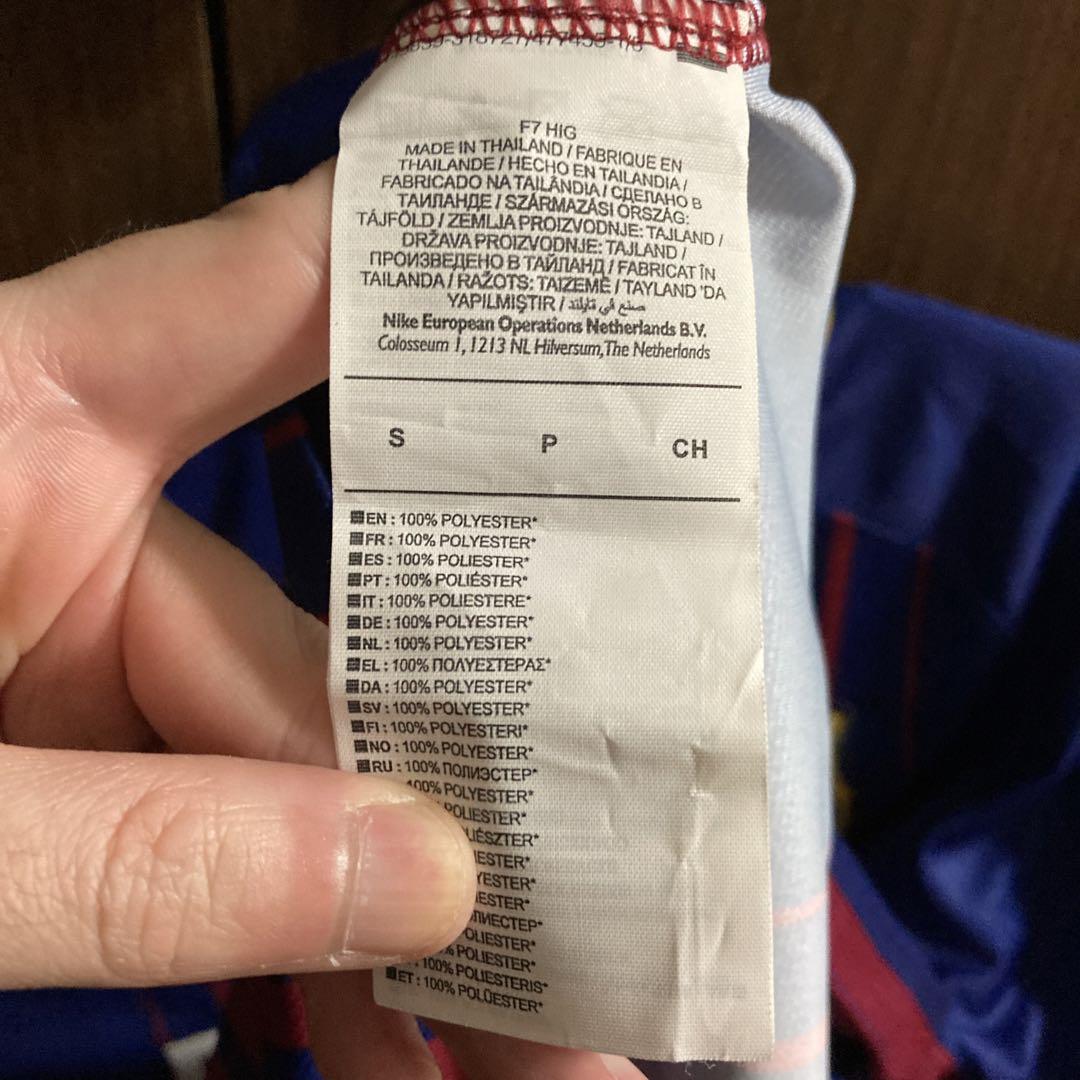 F7 HIG
MADE IN THAILAND / FABRIQUE EN
THAILANDE / HECHO EN TAILANDIA /
FABRICADO NA TAILÂNDIA / СДЕЛАНО В
ТАИЛАНДЕ / SZÁRMAZÁSI ORSZÁG:
TÁJFÖLD / ZEMLJA PROIZVODNJE: TAJLAND /
DRŽAVA PROIZVODNJE: TAJLAND /
ПРОИЗВЕДЕНО В ТАЙЛАНД / FABRICAT ÎN
TAILANDA / RAŽOTS: TAIZEMĒ / TAYLAND 'DA
YAPILMIŞTIR / صنع في تايلند
Nike European Operations Netherlands B.V.
Colosseum 1, 1213 NL Hilversum, The Netherlands
S P CH
EN : 100% POLYESTER*
FR : 100% POLYESTER*
ES : 100% POLIESTER*
PT : 100% POLIÉSTER*
IT : 100% POLIESTERE*
DE : 100% POLYESTER*
NL : 100% POLYESTER*
EL : 100% ΠΟΛΥΕΣΤΕΡΑΣ*
DA : 100% POLYESTER*
SV : 100% POLYESTER*
FI : 100% POLYESTERI*
NO : 100% POLYESTER*
RU : 100% ПОЛИЭСТЕР*
100% POLYESTER*
POLIESTER*
100% POLIESTERIS*
ET : 100% POLÜESTER*